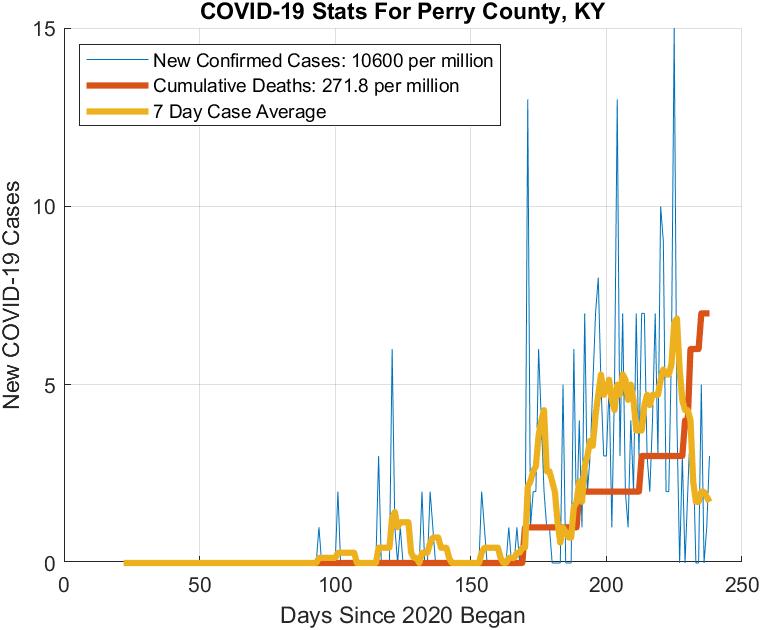 COVID-19 Stats For Perry County, KY
New Confirmed Cases: 10600 per million
Cumulative Deaths: 271.8 per million
7 Day Case Average
New COVID-19 Cases
15
10
5
0
0 50 100 150 200 250
Days Since 2020 Began